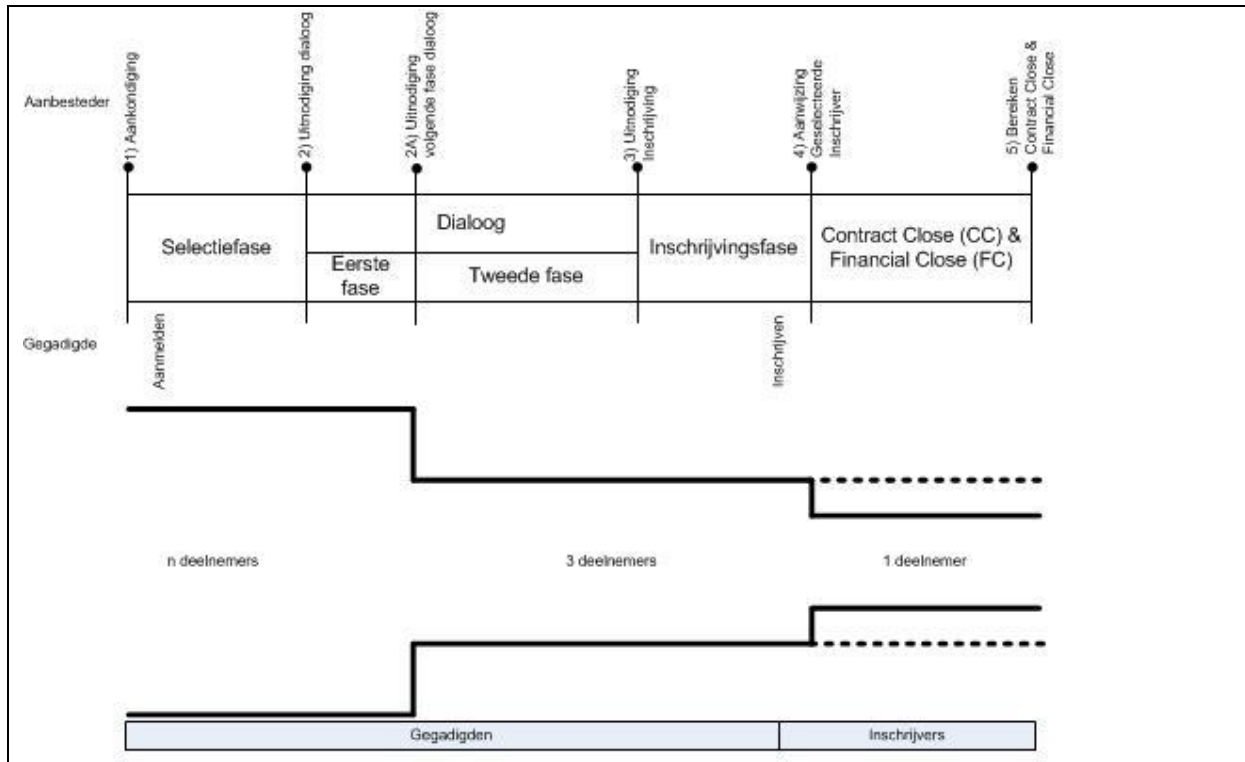 Aanbesteder
1) Aankondiging
2) Uitnodiging dialoog
2A) Uitnodiging
volgende fase dialoog
3) Uitnodiging
Inschrijving
4) Aanwijzing
Geselecteerde
Inschrijver
5) Bereiken
Contract Close &
Financial Close
Selectiefase
Dialoog
Eerste
fase
Tweede fase
Inschrijvingsfase
Contract Close (CC) &
Financial Close (FC)
Gegadigde
Aanmelden
Inschrijven
n deelnemers
3 deelnemers
1 deelnemer
Gegadigden
Inschrijvers